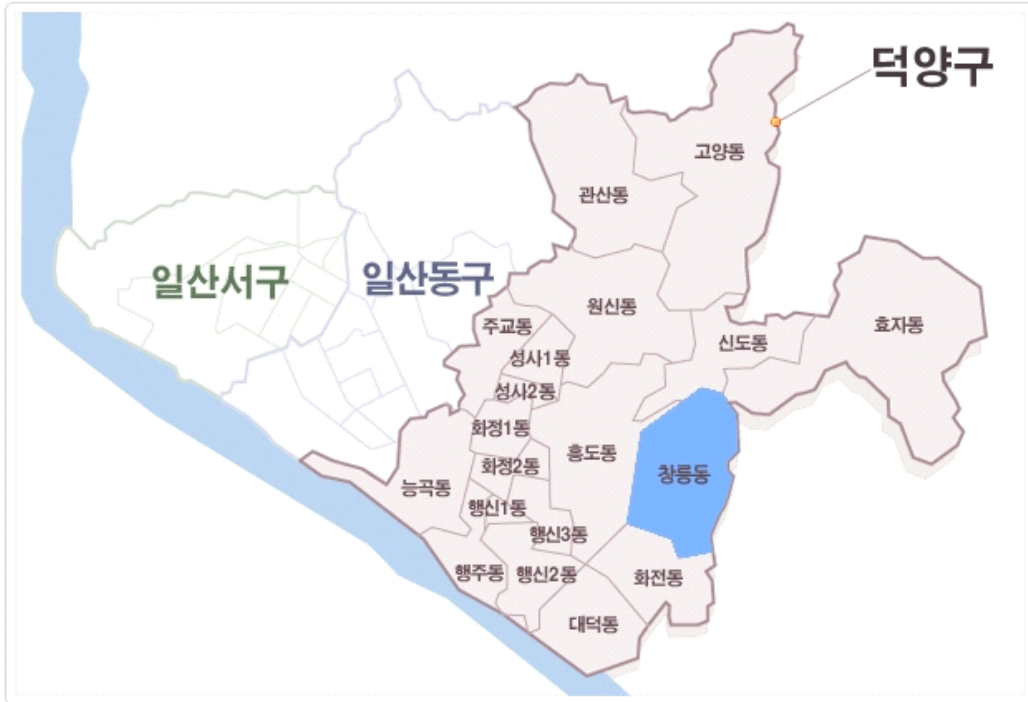 덕양구
고양동
관산동
일산서구
일산동구
원신동
주교동
효자동
신도동
성사1동
성사2동
화정1동
흥도동
화정2동
창릉동
능곡동
행신1동
행신3동
행주동
행신2동
화전동
대덕동